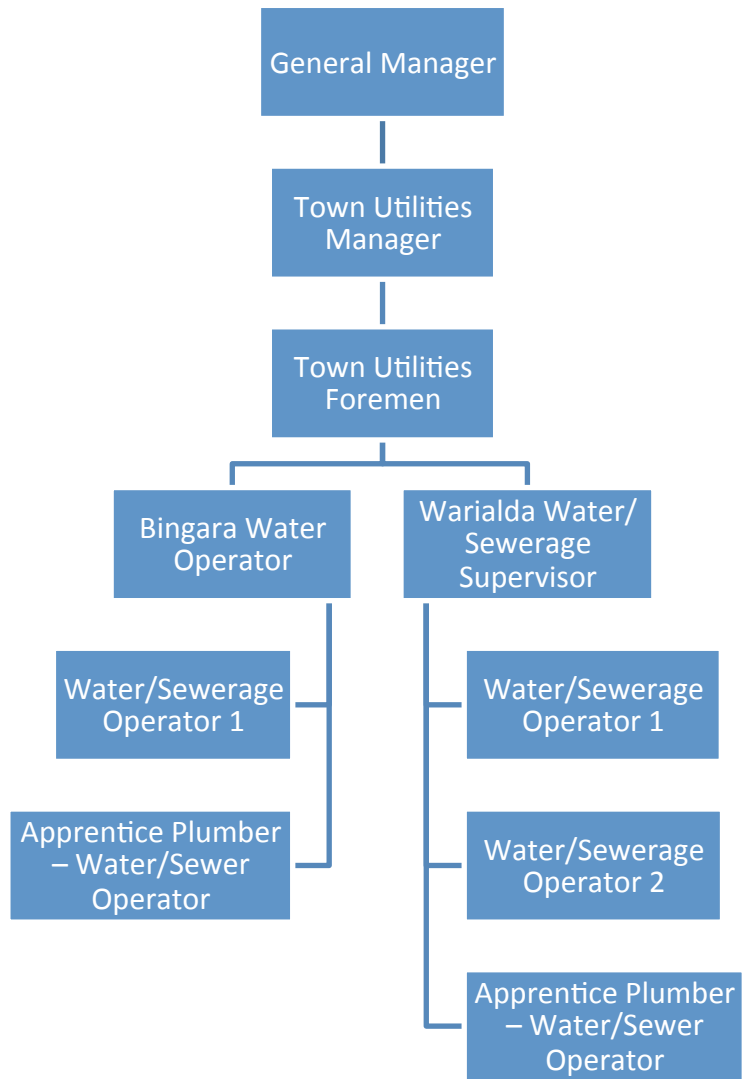 General Manager
Town Utilities
Manager
Town Utilities
Foremen
Bingara Water
Operator
Warialda Water/
Sewerage
Supervisor
Water/Sewerage
Operator 1
Apprentice Plumber
– Water/Sewer
Operator
Water/Sewerage
Operator 1
Water/Sewerage
Operator 2
Apprentice Plumber
– Water/Sewer
Operator